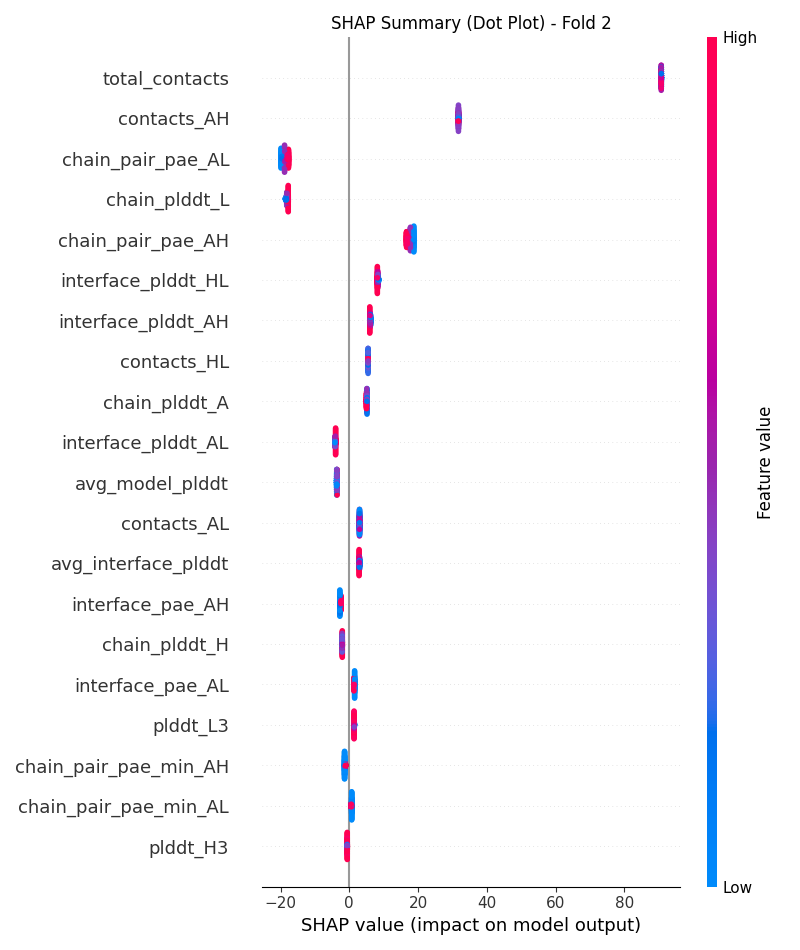 SHAP Summary (Dot Plot) - Fold 2
High
total_contacts
contacts_AH
chain_pair_pae_AL
chain_plddt_L
chain_pair_pae_AH
interface_plddt_HL
interface_plddt_AH
contacts_HL
chain_plddt_A
interface_plddt_AL
avg_model_plddt
contacts_AL
avg_interface_plddt
interface_pae_AH
chain_plddt_H
interface_pae_AL
plddt_L3
chain_pair_pae_min_AH
chain_pair_pae_min_AL
plddt_H3
Feature value
Low
−20 0 20 40 60 80
SHAP value (impact on model output)